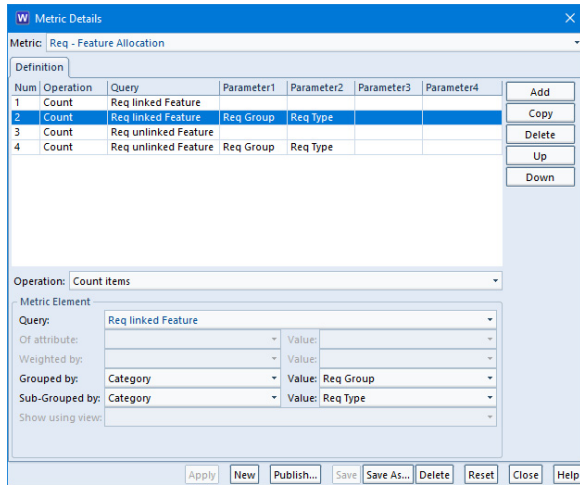 W Metric Details
Metric: Req - Feature Allocation
Definition
Num Operation Query Parameter1 Parameter2 Parameter3 Parameter4
1 Count Req linked Feature
2 Count Req linked Feature Req Group Req Type
3 Count Req unlinked Feature
4 Count Req unlinked Feature Req Group Req Type
Add
Copy
Delete
Up
Down
Operation: Count items
Metric Element
Query: Req linked Feature
Of attribute: Value:
Weighted by: Value:
Grouped by: Category Value: Req Group
Sub-Grouped by: Category Value: Req Type
Show using view:
Apply New Publish... Save Save As... Delete Reset Close Help